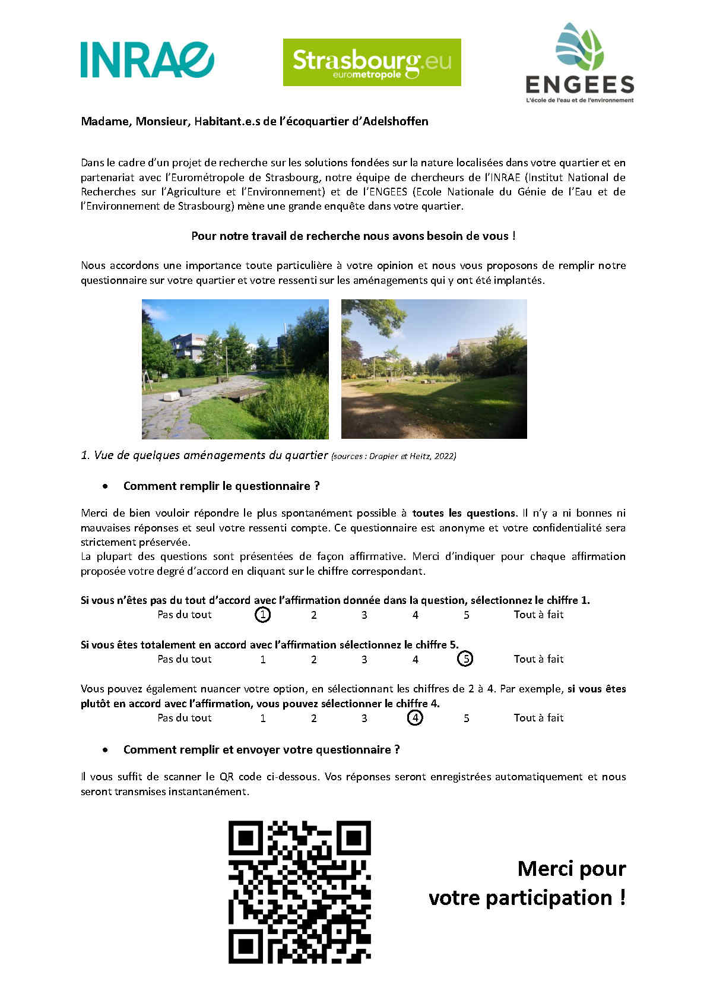 INRAE
Strasbourg.eu
eurometropole
ENGEES
L'école de l'eau et de l'environnement
Madame, Monsieur, Habitant.e.s de l'écoquartier d'Adelshoffen
Dans le cadre d'un projet de recherche sur les solutions fondées sur la nature localisées dans votre quartier et en
partenariat avec l'Eurométropole de Strasbourg, notre équipe de chercheurs de l'INRAE (Institut National de
Recherches sur l'Agriculture et l'Environnement) et de l'ENGEES (Ecole Nationale du Génie de l'Eau et de
l'Environnement de Strasbourg) mène une grande enquête dans votre quartier.
Pour notre travail de recherche nous avons besoin de vous !
Nous accordons une importance toute particulière à votre opinion et nous vous proposons de remplir notre
questionnaire sur votre quartier et votre ressenti sur les aménagements qui y ont été implantés.
1. Vue de quelques aménagements du quartier (sources : Drapier et Heitz, 2022)
• Comment remplir le questionnaire ?
Merci de bien vouloir répondre le plus spontanément possible à toutes les questions. Il n'y a ni bonnes ni
mauvaises réponses et seul votre ressenti compte. Ce questionnaire est anonyme et votre confidentialité sera
strictement préservée.
La plupart des questions sont présentées de façon affirmative. Merci d'indiquer pour chaque affirmation
proposée votre degré d'accord en cliquant sur le chiffre correspondant.
Si vous n'êtes pas du tout d'accord avec l'affirmation donnée dans la question, sélectionnez le chiffre 1.
Pas du tout 1 2 3 4 5 Tout à fait
Si vous êtes totalement en accord avec l'affirmation sélectionnez le chiffre 5.
Pas du tout 1 2 3 4 5 Tout à fait
Vous pouvez également nuancer votre option, en sélectionnant les chiffres de 2 à 4. Par exemple, si vous êtes
plutôt en accord avec l'affirmation, vous pouvez sélectionner le chiffre 4.
Pas du tout 1 2 3 4 5 Tout à fait
• Comment remplir et envoyer votre questionnaire ?
Il vous suffit de scanner le QR code ci-dessous. Vos réponses seront enregistrées automatiquement et nous
seront transmises instantanément.
Merci pour
votre participation !